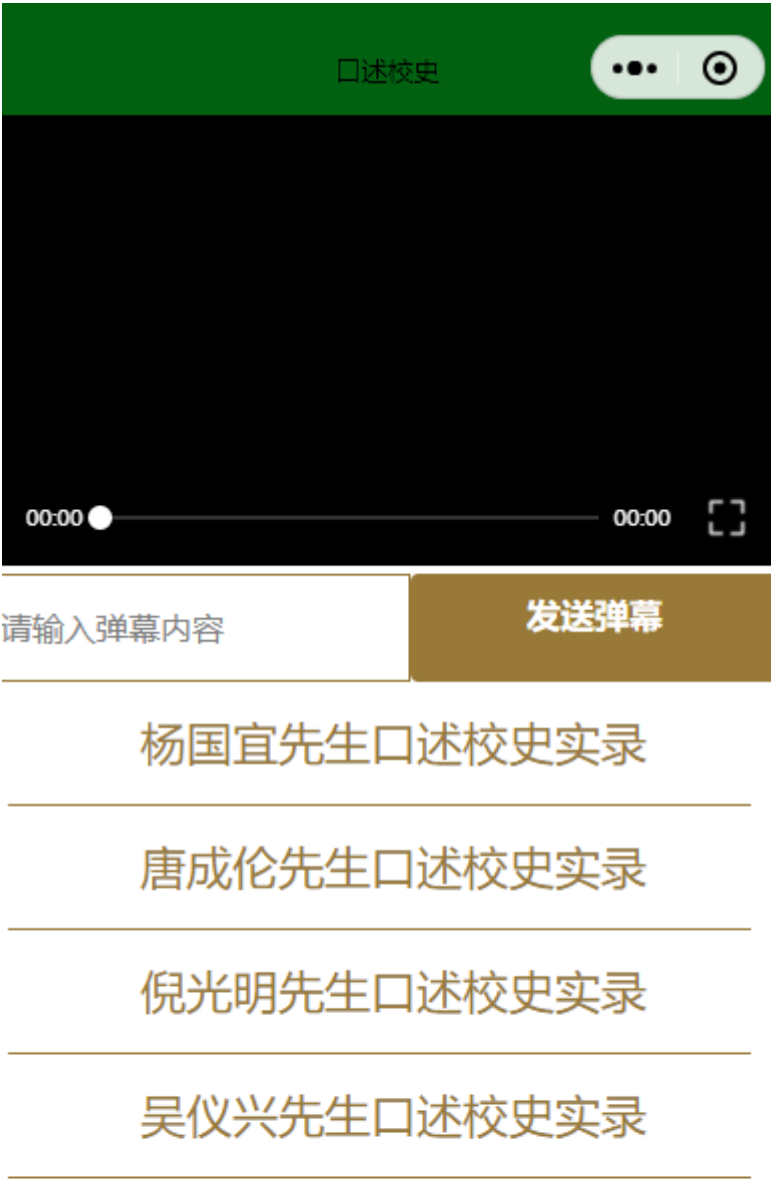 口述校史
00:00 00:00
请输入弹幕内容
发送弹幕
杨国宜先生口述校史实录
唐成伦先生口述校史实录
倪光明先生口述校史实录
吴仪兴先生口述校史实录